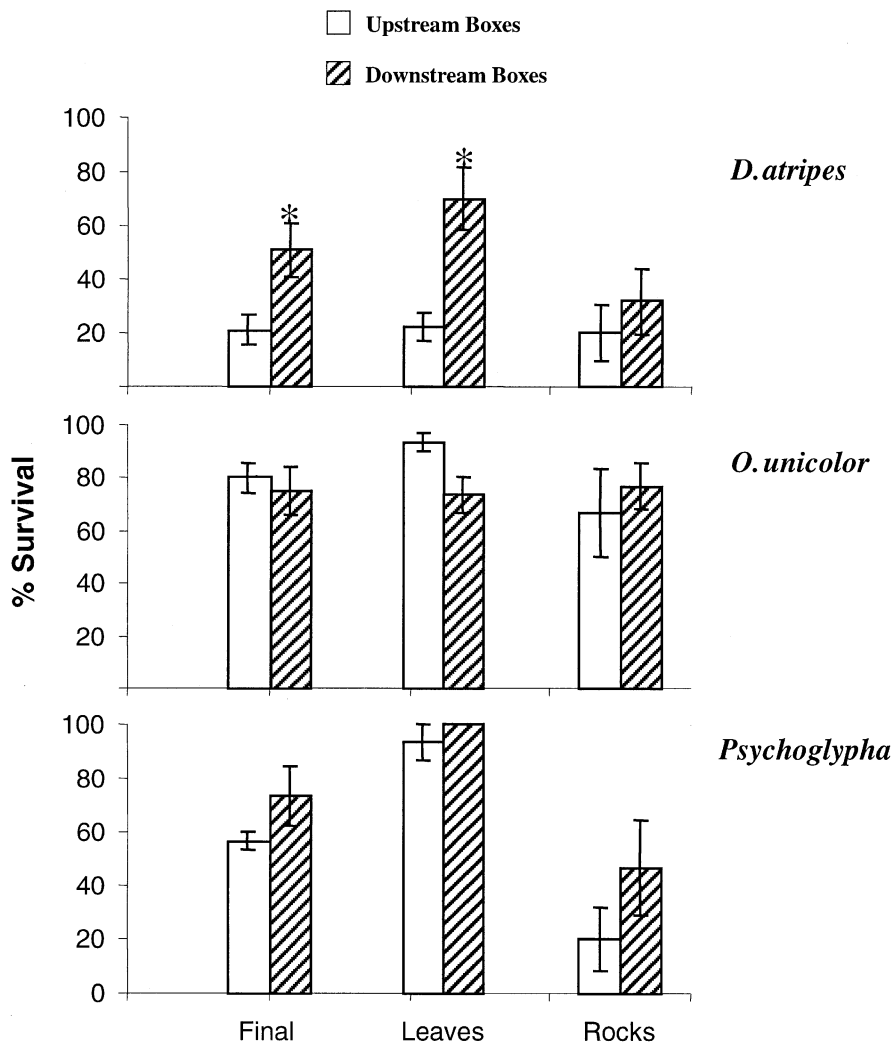 Upstream Boxes
Downstream Boxes
100
80
60
40
20
*
*
D.atripes
100
80
60
40
20
O.unicolor
% Survival
100
80
60
40
20
0
Psychoglypha
Final Leaves Rocks